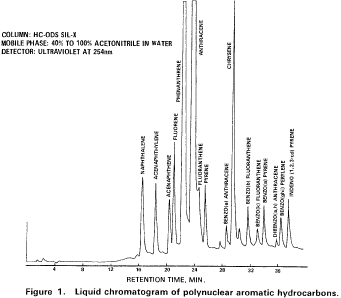 COLUMN: HC-ODS SIL-X
MOBILE PHASE: 40% TO 100% ACETONITRILE IN WATER
DETECTOR: ULTRAVIOLET AT 254nm
NAPHTHALENE
ACENAPHTHYLENE
ACENAPHTHENE
FLUORENE
PHENANTHRENE
ANTHRACENE
FLUORANTHENE
PYRENE
BENZO(a) ANTHRACENE
CHRYSENE
BENZO(b) FLUORANTHENE
BENZO(k) FLUORANTHENE
BENZO(a) PYRENE
DIBENZO(a,h) ANTHRACENE
BENZO(ghi) PERYLENE
INDENO (1,2,3-cd) PYRENE
4 8 12 16 20 24 28 32 36
RETENTION TIME, MIN.
Figure 1. Liquid chromatogram of polynuclear aromatic hydrocarbons.